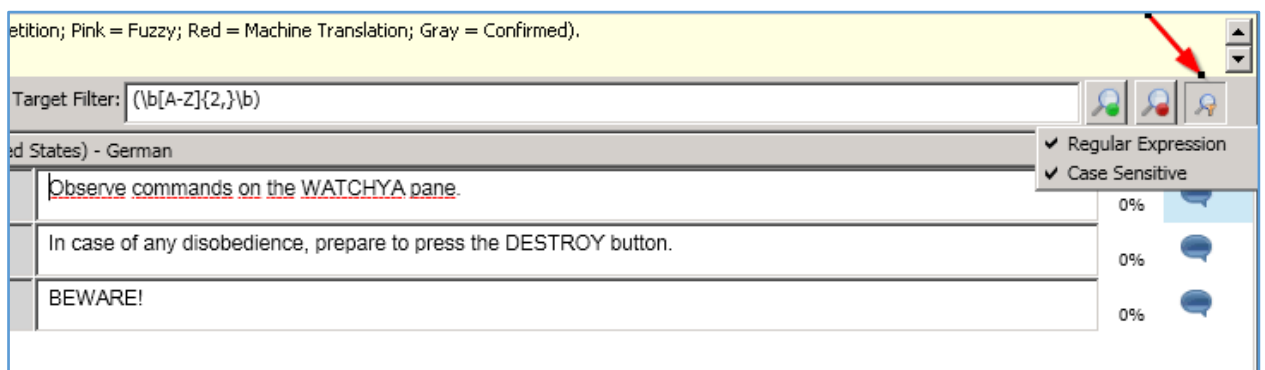 etition; Pink = Fuzzy; Red = Machine Translation; Gray = Confirmed).
Target Filter: (\b[A-Z]{2,}\b)
ed States) - German
Regular Expression
Case Sensitive
Observe commands on the WATCHYA pane.
0%
In case of any disobedience, prepare to press the DESTROY button.
0%
BEWARE!
0%